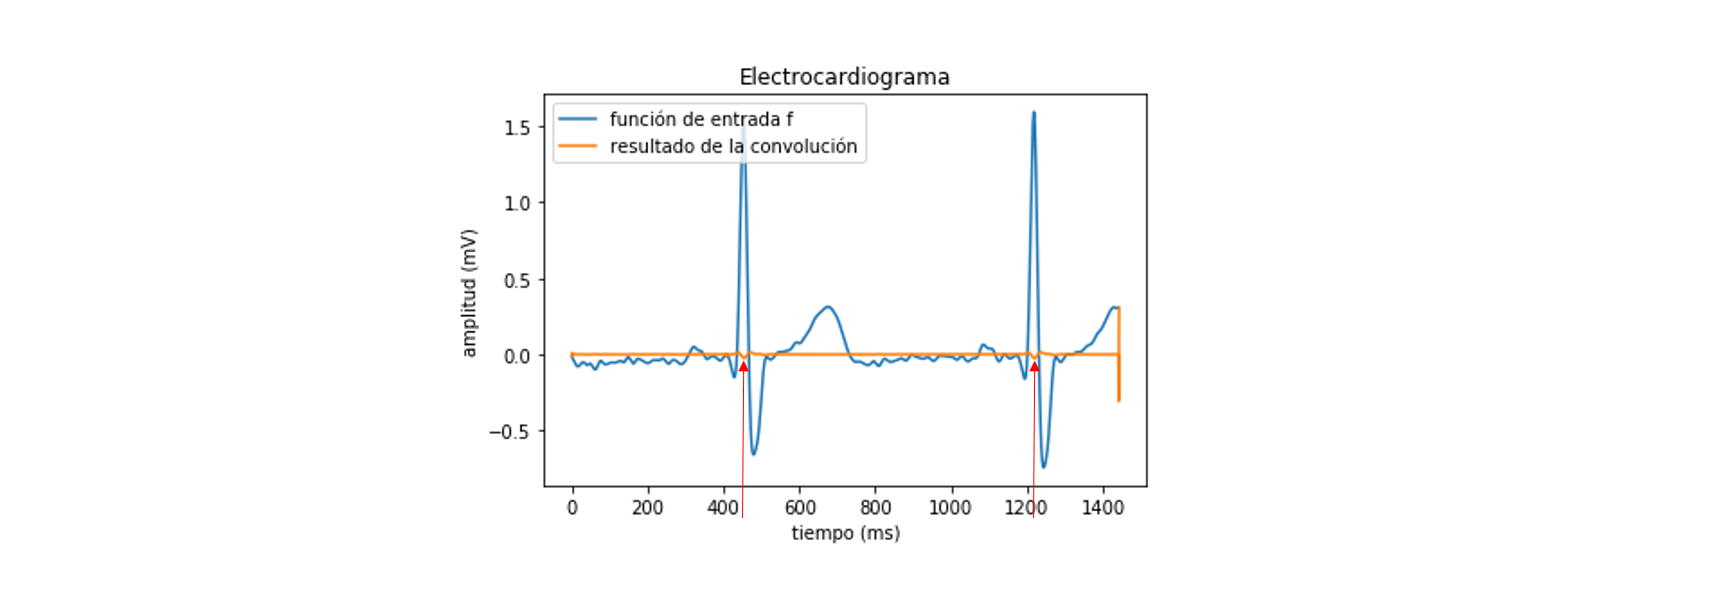 Electrocardiograma
función de entrada f
resultado de la convolución
amplitud (mV)
1.5
1.0
0.5
0.0
−0.5
0 200 400 600 800 1000 1200 1400
tiempo (ms)